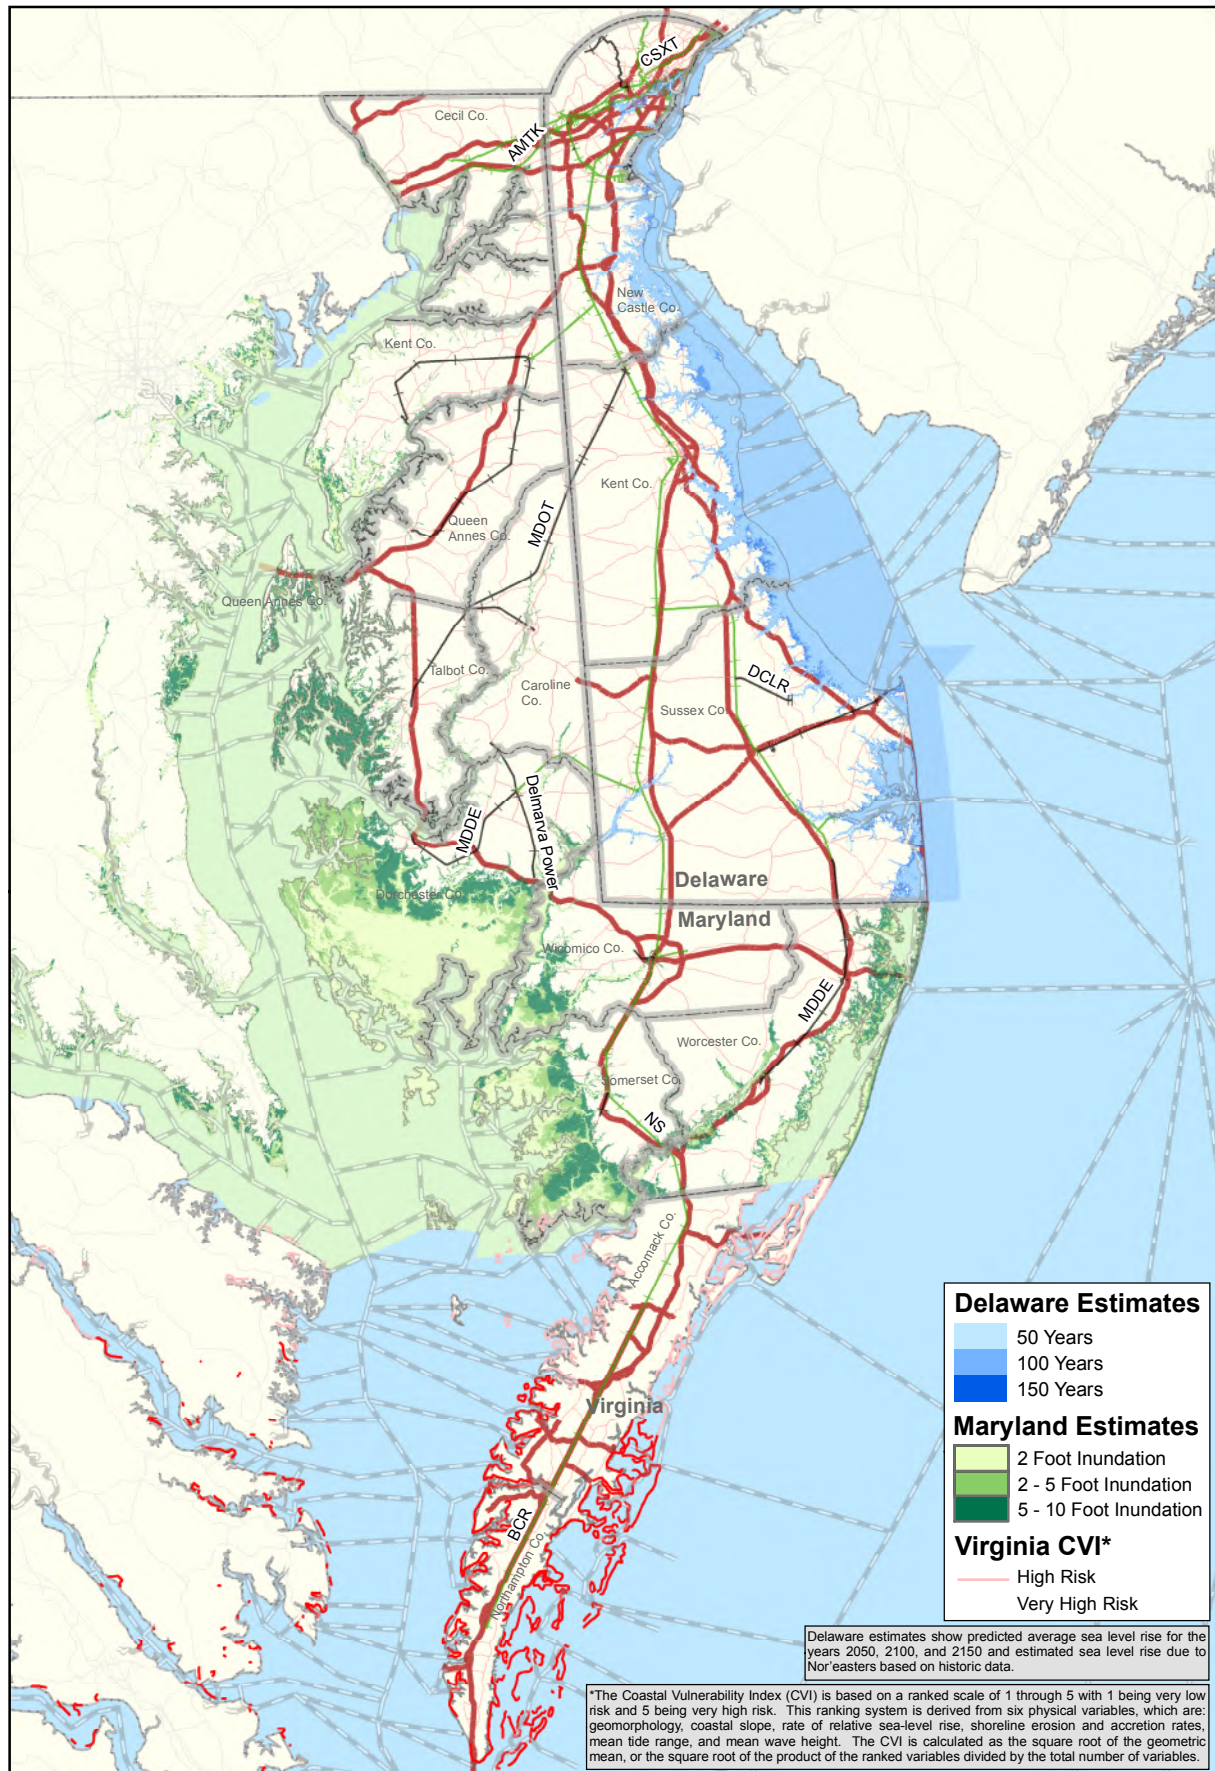 CSXT
Cecil Co.
AMTK
New
Castle Co.
Kent Co.
Kent Co.
MDOT
Queen
Annes Co.
Queen Annes Co.
Talbot Co.
Caroline
Co.
DCLR
Sussex Co.
MDDE
Delmarva Power
Dorchester Co.
Delaware
Maryland
Wicomico Co.
MDDE
Worcester Co.
Somerset Co.
NS
Accomack Co.
Virginia
BCR
Northampton Co.
Delaware Estimates
50 Years
100 Years
150 Years
Maryland Estimates
2 Foot Inundation
2 - 5 Foot Inundation
5 - 10 Foot Inundation
Virginia CVI*
High Risk
Very High Risk
Delaware estimates show predicted average sea level rise for the
years 2050, 2100, and 2150 and estimated sea level rise due to
Nor'easters based on historic data.
*The Coastal Vulnerability Index (CVI) is based on a ranked scale of 1 through 5 with 1 being very low
risk and 5 being very high risk. This ranking system is derived from six physical variables, which are:
geomorphology, coastal slope, rate of relative sea-level rise, shoreline erosion and accretion rates,
mean tide range, and mean wave height. The CVI is calculated as the square root of the geometric
mean, or the square root of the product of the ranked variables divided by the total number of variables.